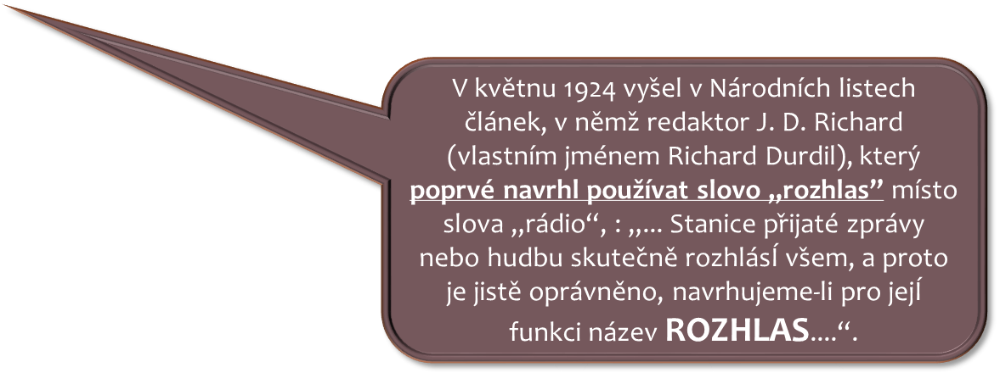 V květnu 1924 vyšel v Národních listech
článek, v němž redaktor J. D. Richard
(vlastním jménem Richard Durdil), který
poprvé navrhl používat slovo „rozhlas” místo
slova „rádio“, : „... Stanice přijaté zprávy
nebo hudbu skutečně rozhlásÍ všem, a proto
je jistě oprávněno, navrhujeme-li pro jejÍ
funkci název ROZHLAS....“.